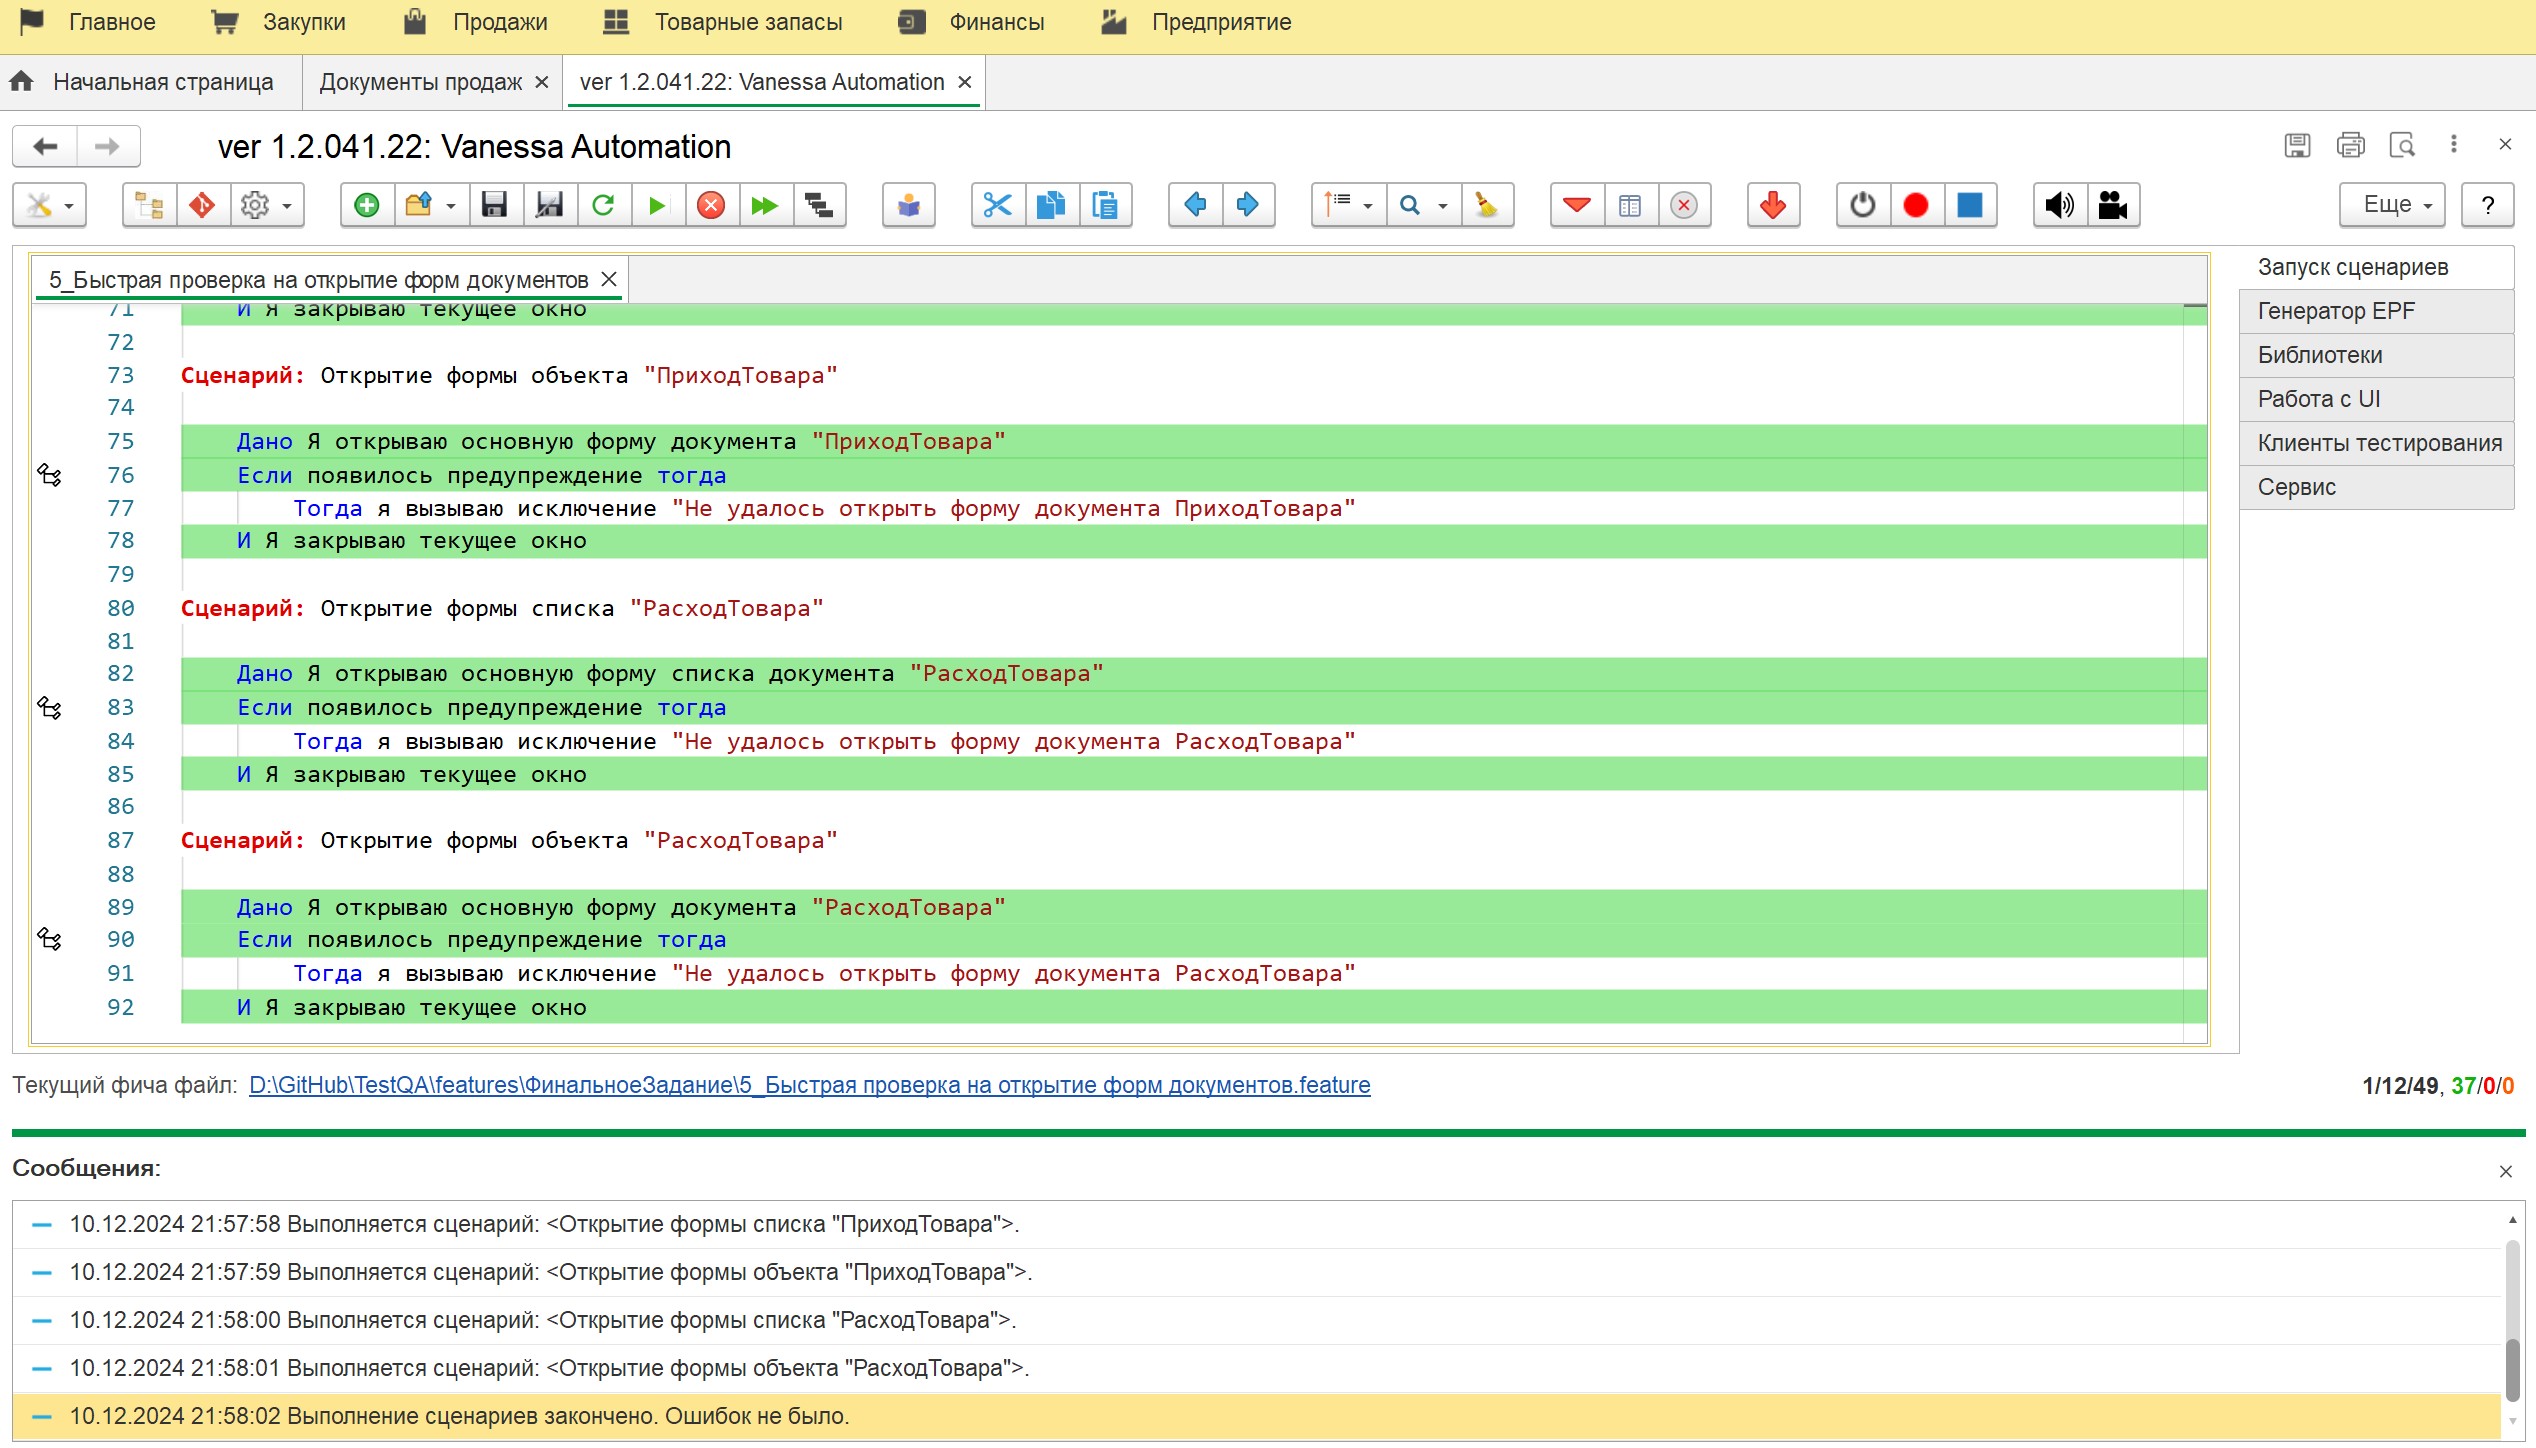 Главное Закупки Продажи Товарные запасы Финансы Предприятие
Начальная страница Документы продаж ver 1.2.041.22: Vanessa Automation
ver 1.2.041.22: Vanessa Automation
Еще ?
5_Быстрая проверка на открытие форм документов
Запуск сценариев
Генератор EPF
Библиотеки
Работа с UI
Клиенты тестирования
Сервис
71 И Я закрываю текущее окно
72
73 Сценарий: Открытие формы объекта "ПриходТовара"
74
75 Дано Я открываю основную форму документа "ПриходТовара"
76 Если появилось предупреждение тогда
77 Тогда я вызываю исключение "Не удалось открыть форму документа ПриходТовара"
78 И Я закрываю текущее окно
79
80 Сценарий: Открытие формы списка "РасходТовара"
81
82 Дано Я открываю основную форму списка документа "РасходТовара"
83 Если появилось предупреждение тогда
84 Тогда я вызываю исключение "Не удалось открыть форму документа РасходТовара"
85 И Я закрываю текущее окно
86
87 Сценарий: Открытие формы объекта "РасходТовара"
88
89 Дано Я открываю основную форму документа "РасходТовара"
90 Если появилось предупреждение тогда
91 Тогда я вызываю исключение "Не удалось открыть форму документа РасходТовара"
92 И Я закрываю текущее окно
Текущий фича файл: D:\GitHub\TestQA\features\ФинальноеЗадание\5_Быстрая проверка на открытие форм документов.feature 1/12/49, 37/0/0
Сообщения:
10.12.2024 21:57:58 Выполняется сценарий: <Открытие формы списка "ПриходТовара">.
10.12.2024 21:57:59 Выполняется сценарий: <Открытие формы объекта "ПриходТовара">.
10.12.2024 21:58:00 Выполняется сценарий: <Открытие формы списка "РасходТовара">.
10.12.2024 21:58:01 Выполняется сценарий: <Открытие формы объекта "РасходТовара">.
10.12.2024 21:58:02 Выполнение сценариев закончено. Ошибок не было.